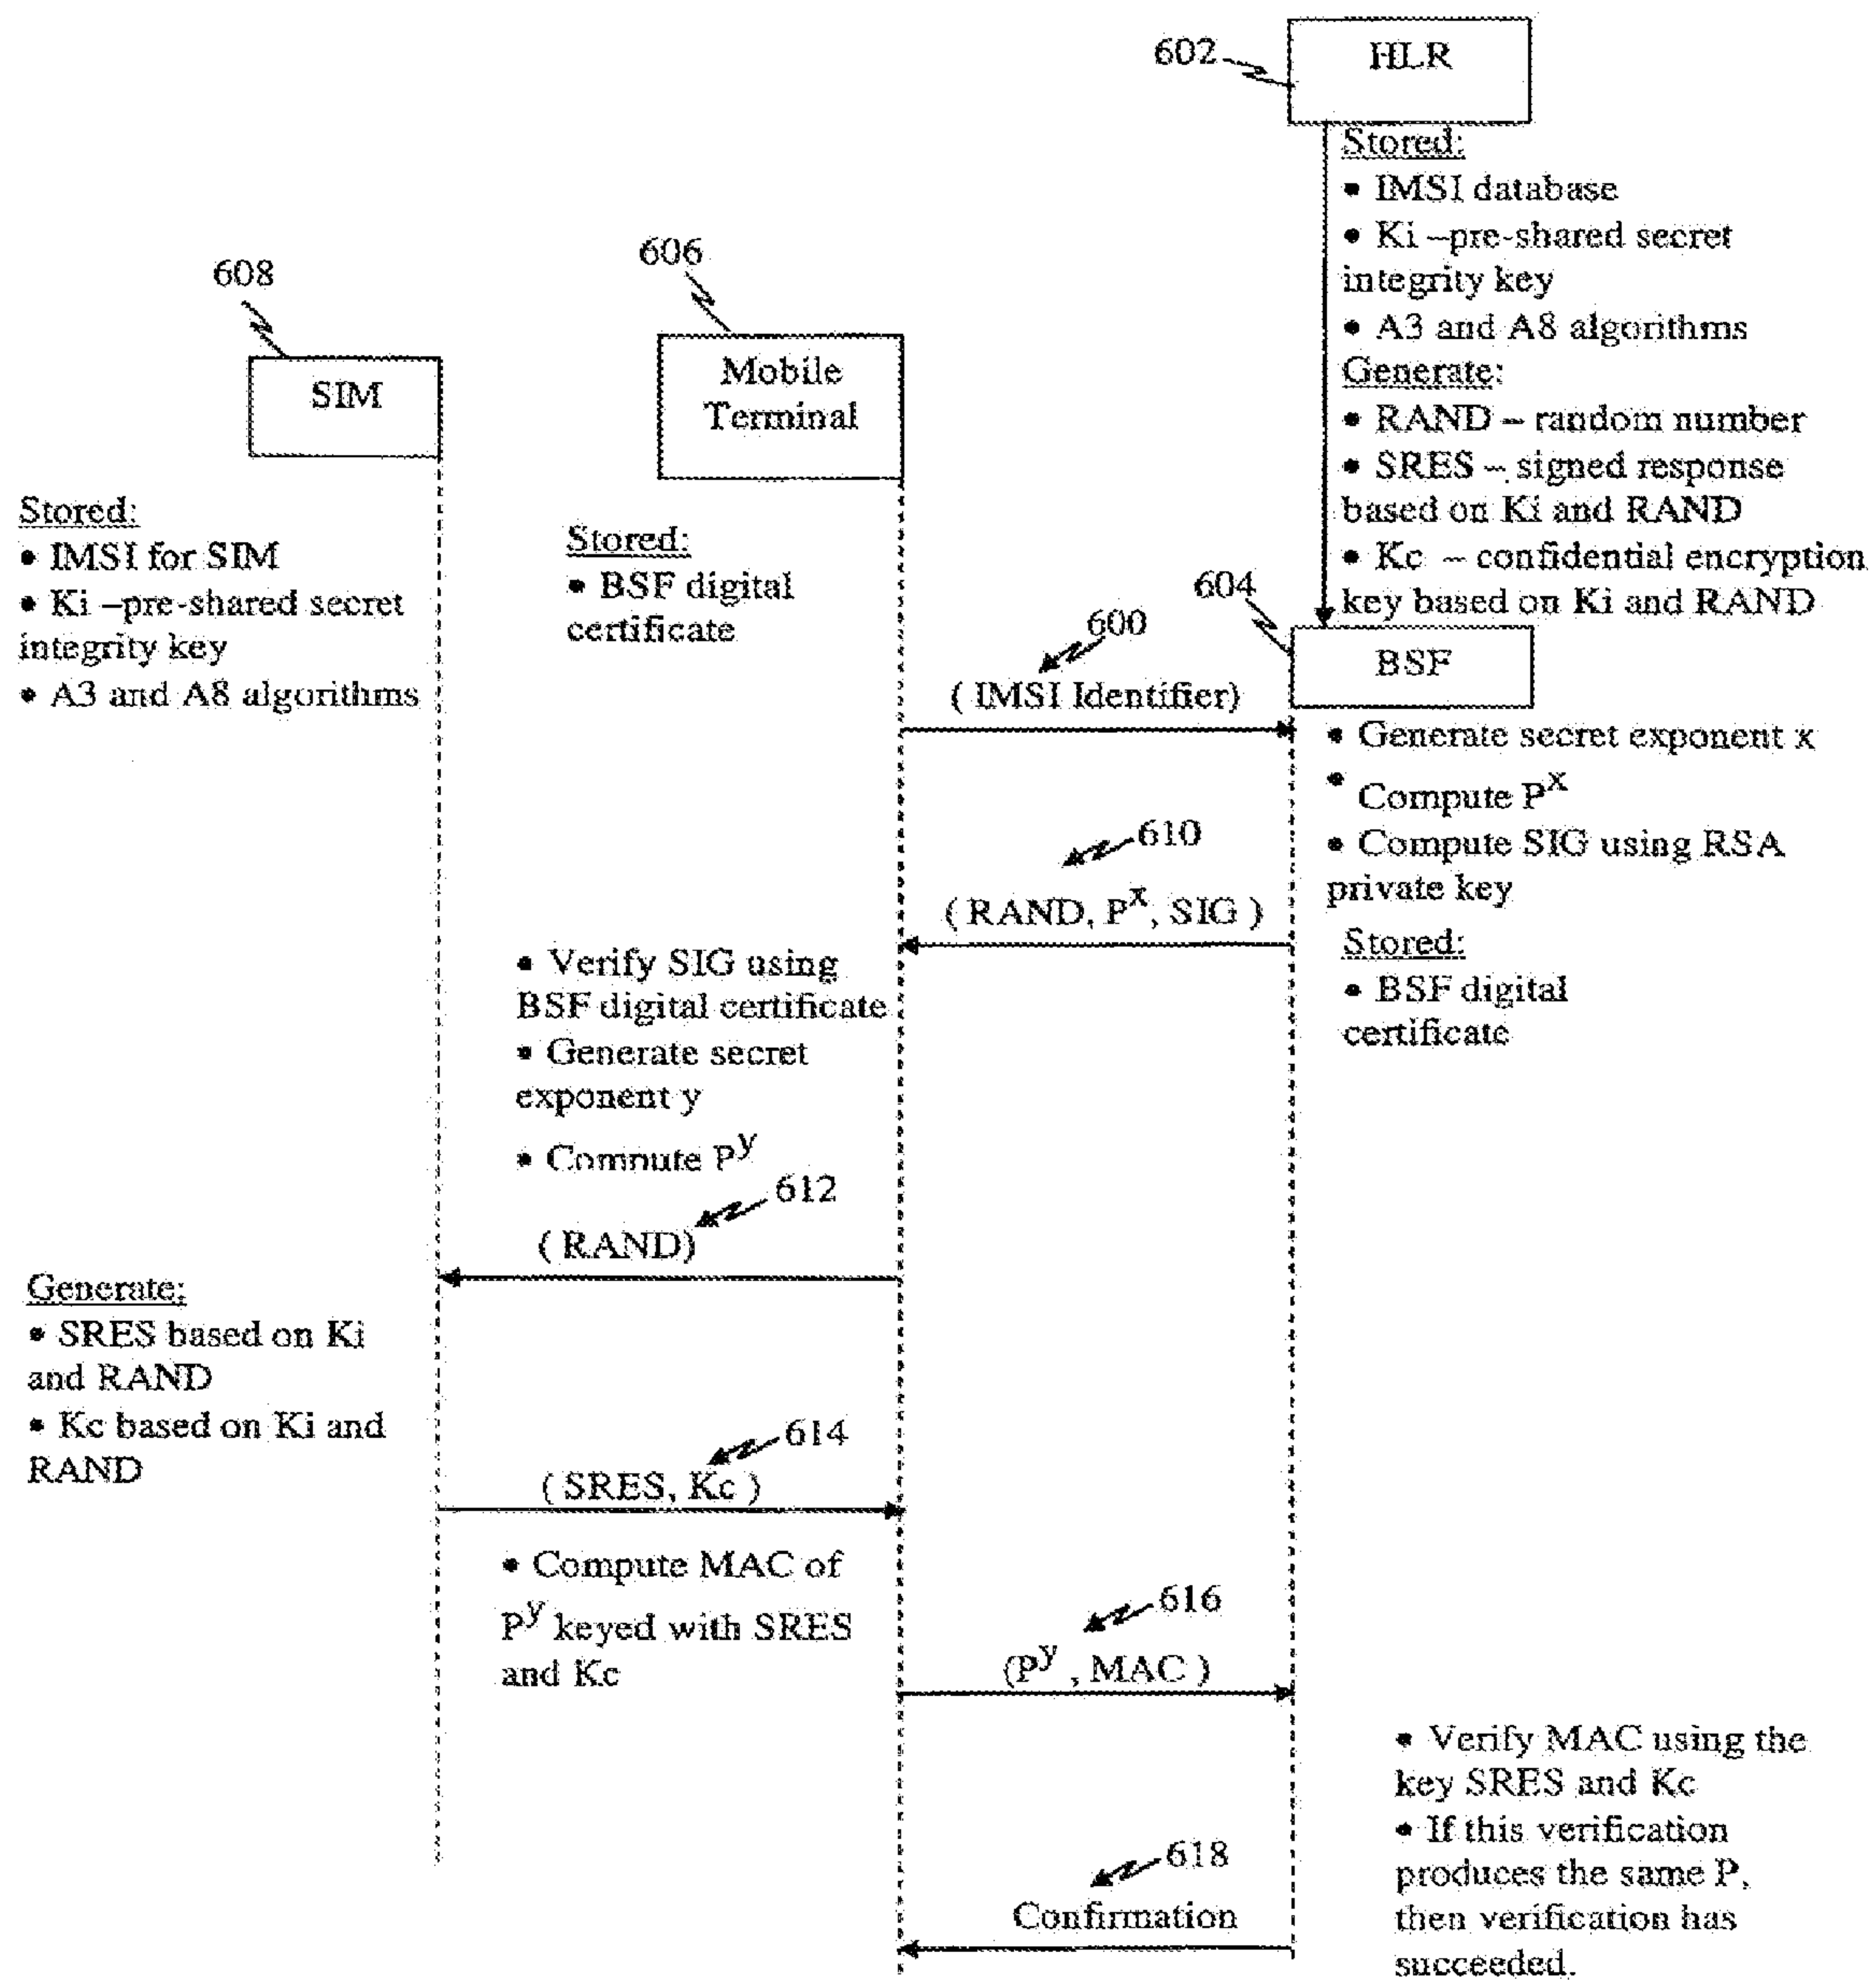 602
HLR
Stored:
• IMSI database
• Ki –pre-shared secret
integrity key
• A3 and A8 algorithms
Generate:
• RAND – random number
• SRES – signed response
based on Ki and RAND
• Kc – confidential encryption
key based on Ki and RAND
608
SIM
Stored:
• IMSI for SIM
• Ki –pre-shared secret
integrity key
• A3 and A8 algorithms
606
Mobile
Terminal
Stored:
• BSF digital
certificate
604
BSF
600
( IMSI Identifier)
• Generate secret exponent x
• Compute P^x
• Compute SIG using RSA
private key
Stored:
• BSF digital
certificate
610
( RAND, P^x, SIG )
• Verify SIG using
BSF digital certificate
• Generate secret
exponent y
• Compute P^y
612
( RAND)
Generate:
• SRES based on Ki
and RAND
• Kc based on Ki and
RAND
614
( SRES, Kc )
• Compute MAC of
P^y keyed with SRES
and Kc
616
(P^y , MAC )
• Verify MAC using the
key SRES and Kc
• If this verification
produces the same P,
then verification has
succeeded.
618
Confirmation